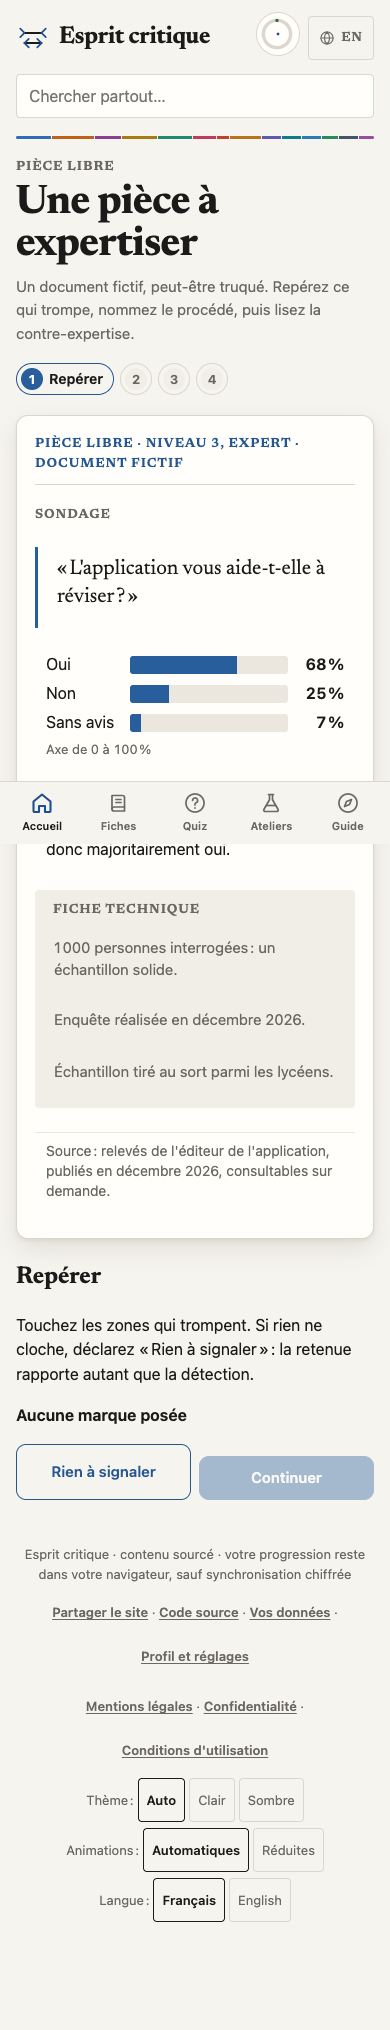 Esprit critique
EN
Chercher partout...
PIÈCE LIBRE
Une pièce à
expertiser
Un document fictif, peut-être truqué. Repérez ce
qui trompe, nommez le procédé, puis lisez la
contre-expertise.
1 Repérer 2 3 4
PIÈCE LIBRE · NIVEAU 3, EXPERT ·
DOCUMENT FICTIF
SONDAGE
« L'application vous aide-t-elle à
réviser ? »
Oui 68 %
Non 25 %
Sans avis 7 %
Axe de 0 à 100 %
Accueil Fiches Quiz Ateliers Guide
donc majoritairement oui.
FICHE TECHNIQUE
1 000 personnes interrogées : un
échantillon solide.
Enquête réalisée en décembre 2026.
Échantillon tiré au sort parmi les lycéens.
Source : relevés de l'éditeur de l'application,
publiés en décembre 2026, consultables sur
demande.
Repérer
Touchez les zones qui trompent. Si rien ne
cloche, déclarez « Rien à signaler » : la retenue
rapporte autant que la détection.
Aucune marque posée
Rien à signaler Continuer
Esprit critique · contenu sourcé · votre progression reste
dans votre navigateur, sauf synchronisation chiffrée
Partager le site · Code source · Vos données ·
Profil et réglages
Mentions légales · Confidentialité ·
Conditions d'utilisation
Thème : Auto Clair Sombre
Animations : Automatiques Réduites
Langue : Français English